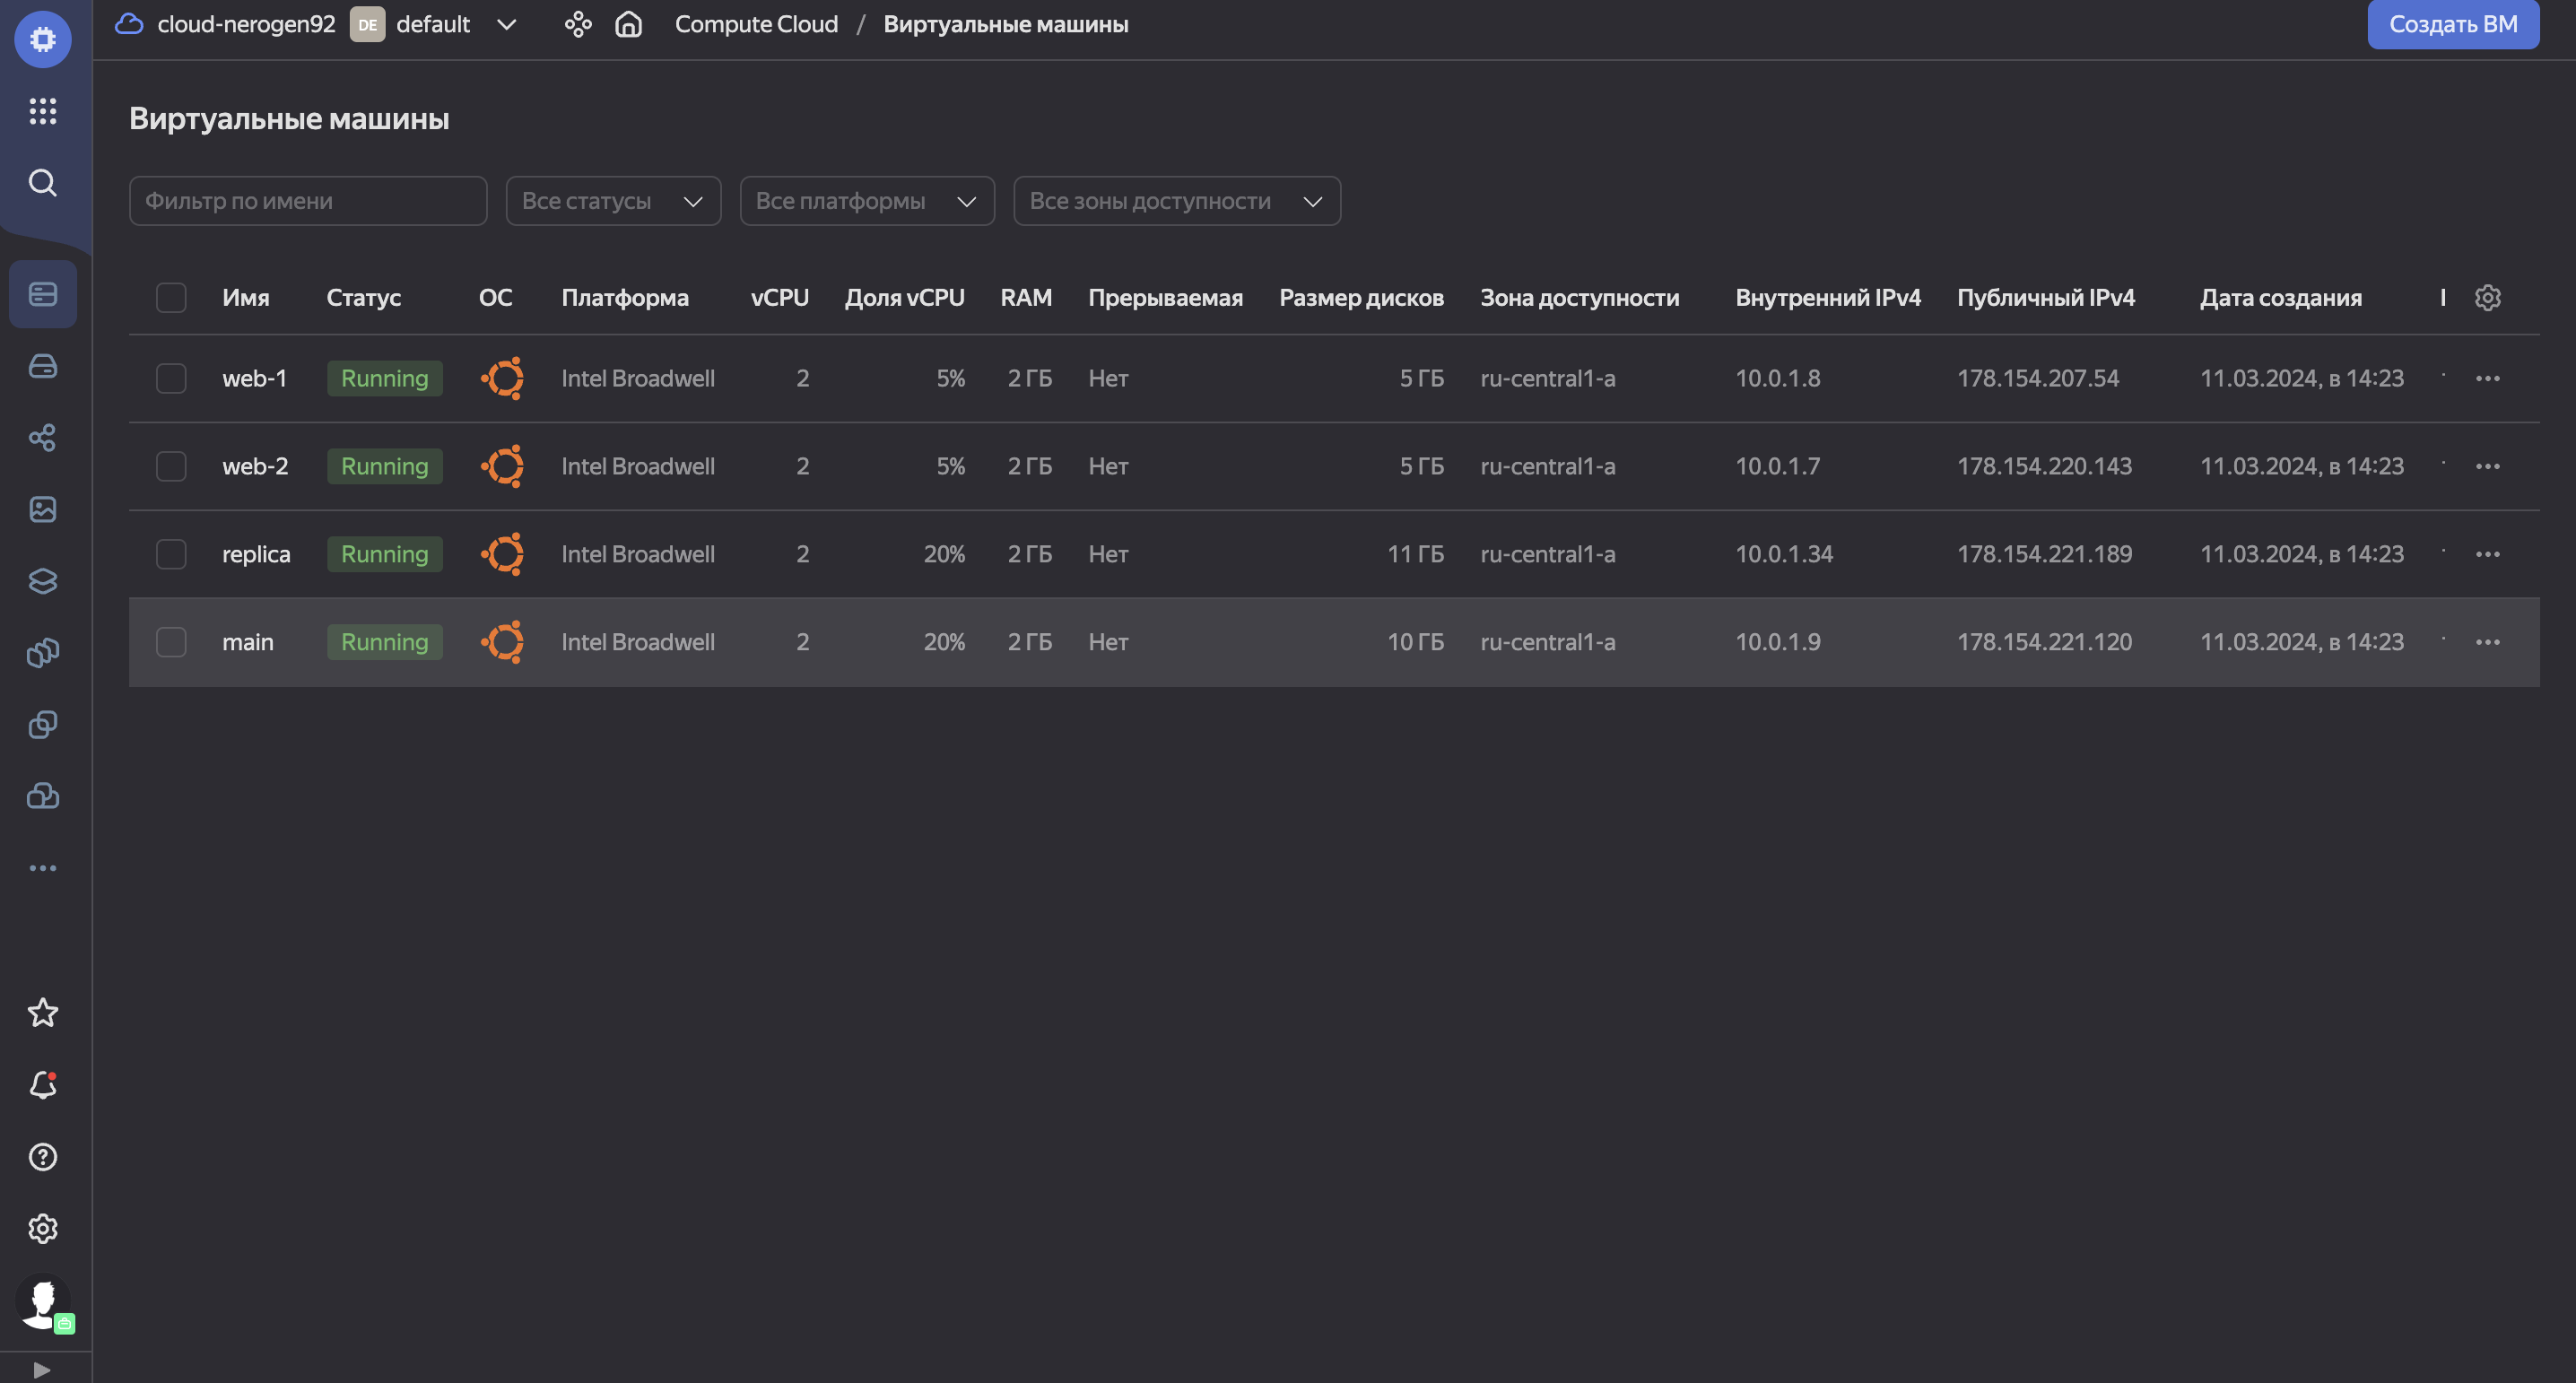 cloud-nerogen92 DE default Compute Cloud / Виртуальные машины Создать ВМ
Виртуальные машины
Фильтр по имени Все статусы Все платформы Все зоны доступности
Имя Статус ОС Платформа vCPU Доля vCPU RAM Прерываемая Размер дисков Зона доступности Внутренний IPv4 Публичный IPv4 Дата создания
web-1 Running Intel Broadwell 2 5% 2 ГБ Нет 5 ГБ ru-central1-a 10.0.1.8 178.154.207.54 11.03.2024, в 14:23
web-2 Running Intel Broadwell 2 5% 2 ГБ Нет 5 ГБ ru-central1-a 10.0.1.7 178.154.220.143 11.03.2024, в 14:23
replica Running Intel Broadwell 2 20% 2 ГБ Нет 11 ГБ ru-central1-a 10.0.1.34 178.154.221.189 11.03.2024, в 14:23
main Running Intel Broadwell 2 20% 2 ГБ Нет 10 ГБ ru-central1-a 10.0.1.9 178.154.221.120 11.03.2024, в 14:23